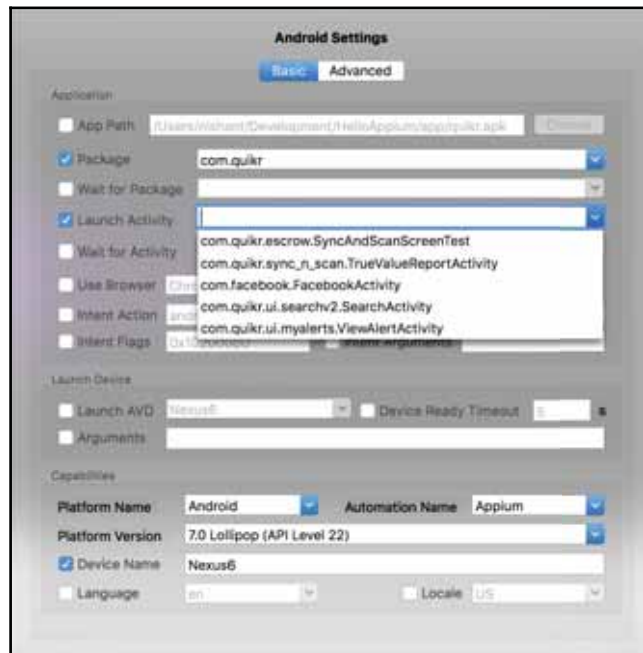 Android Settings
Basic Advanced
Application
App Path /Users/nishant/Development/HelloAppium/app/quikr.apk Choose
Package com.quikr
Wait for Package
Launch Activity
com.quikr.escrow.SyncAndScanScreenTest
Wait for Activity
com.quikr.sync_n_scan.TrueValueReportActivity
Use Browser
com.facebook.FacebookActivity
Intent Action
com.quikr.ui.searchv2.SearchActivity
com.quikr.ui.myalerts.ViewAlertActivity
Intent Flags 0x10200000 Intent Arguments
Launch Device
Launch AVD Nexus6 Device Ready Timeout 5 s
Arguments
Capabilities
Platform Name Android Automation Name Appium
Platform Version 7.0 Lollipop (API Level 22)
Device Name Nexus6
Language en Locale US